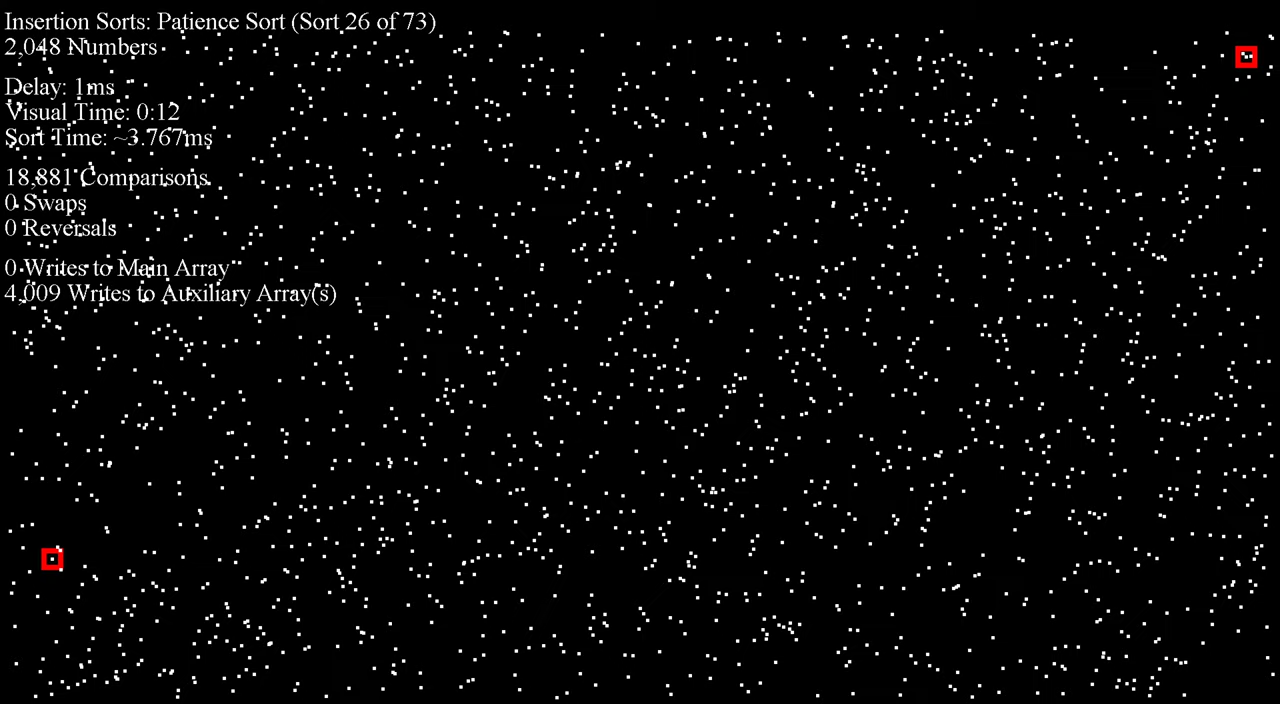 Insertion Sorts: Patience Sort (Sort 26 of 73)
2,048 Numbers
Delay: 1ms
Visual Time: 0:12
Sort Time: ~3.767ms
18,881 Comparisons
0 Swaps
0 Reversals
0 Writes to Main Array
4,009 Writes to Auxiliary Array(s)